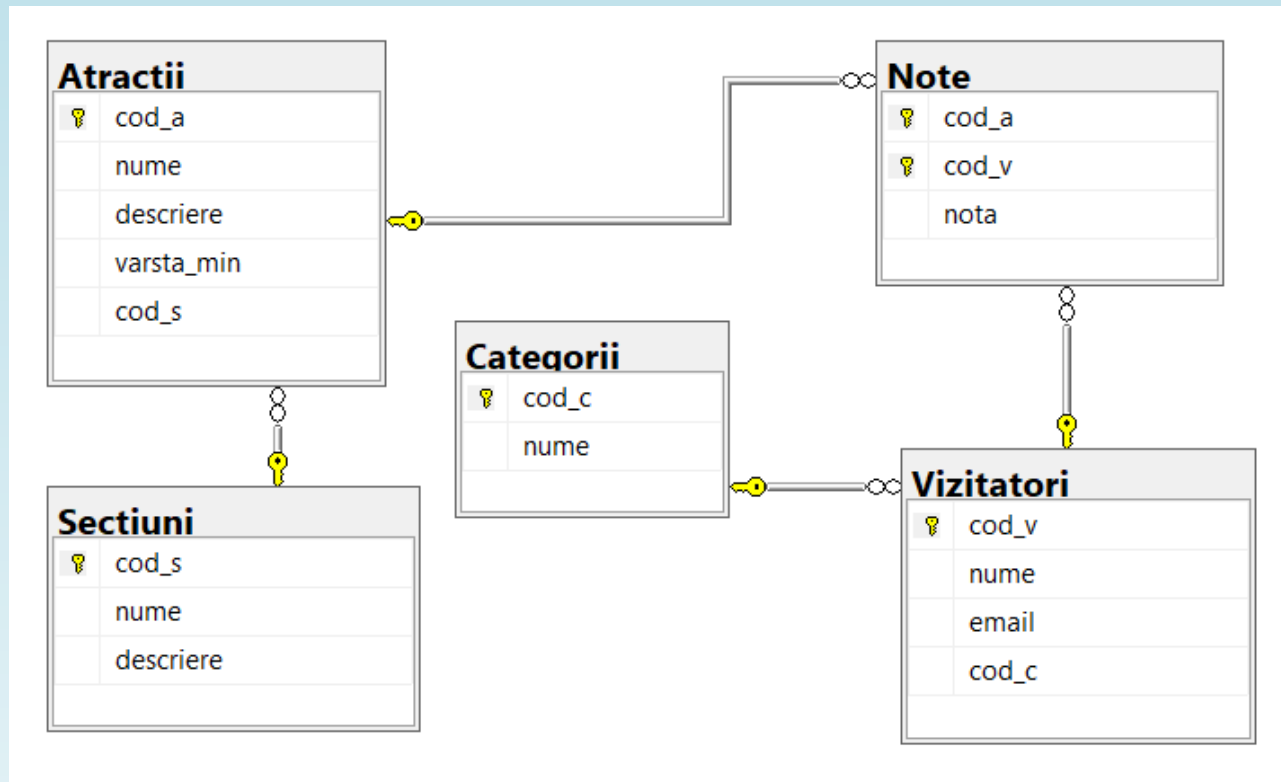 Atractii
cod_a
nume
descriere
varsta_min
cod_s
Note
cod_a
cod_v
nota
Categorii
cod_c
nume
Sectiuni
cod_s
nume
descriere
Vizitatori
cod_v
nume
email
cod_c